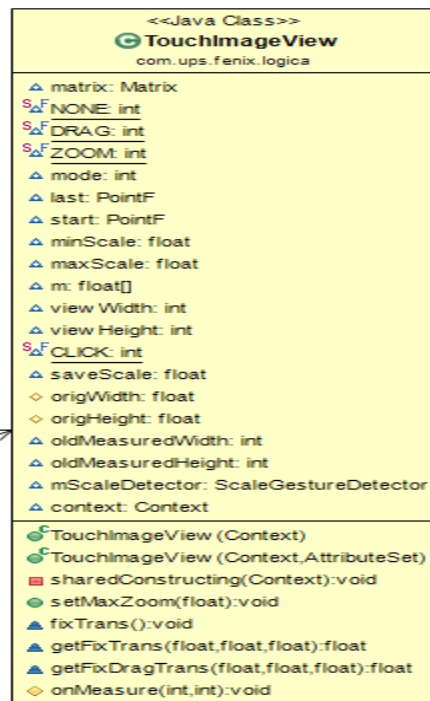 <<Java Class>>
C TouchImageView
com.ups.fenix.logica
matrix: Matrix
S F NONE: int
S F DRAG: int
S F ZOOM: int
mode: int
last: PointF
start: PointF
minScale: float
maxScale: float
m: float[]
view Width: int
view Height: int
S F CLICK: int
saveScale: float
origWidth: float
origHeight: float
oldMeasuredWidth: int
oldMeasuredHeight: int
mScaleDetector: ScaleGestureDetector
context: Context
C TouchImageView (Context)
C TouchImageView (Context,AttributeSet)
sharedConstructing(Context):void
setMaxZoom(float):void
fixTrans():void
getFixTrans(float,float,float):float
getFixDragTrans(float,float,float):float
onMeasure(int,int):void